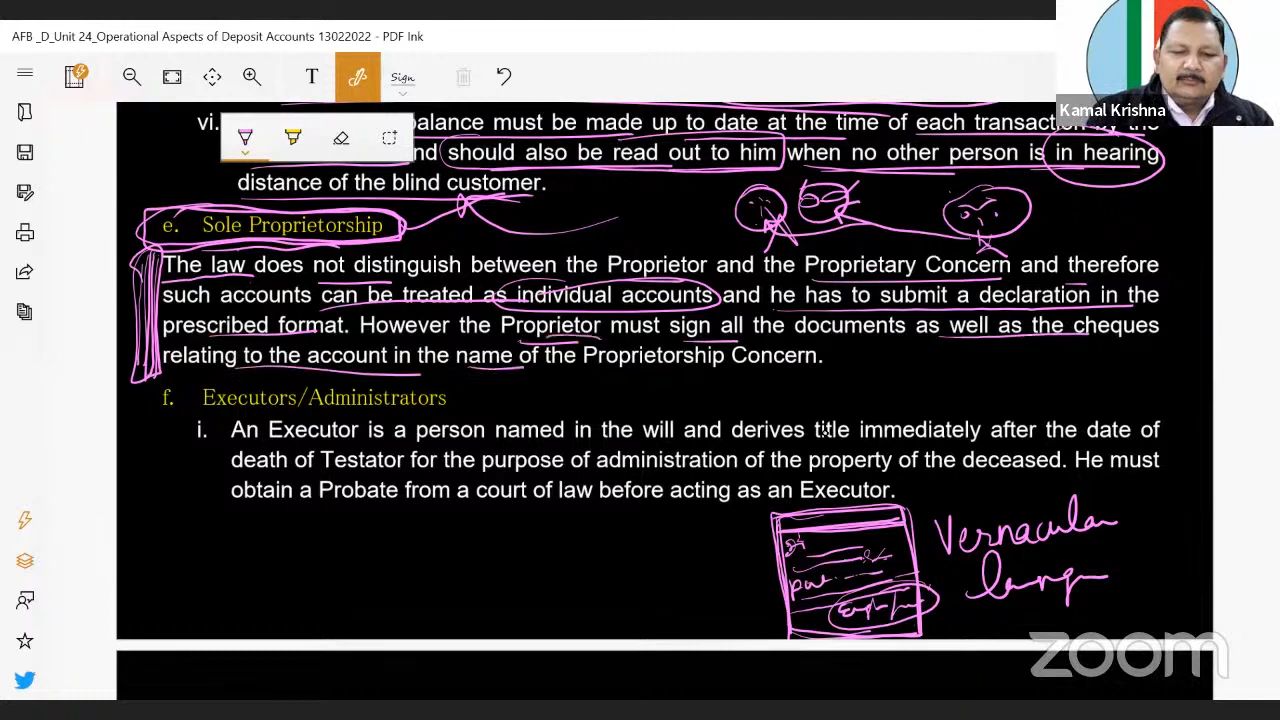 AFB _D_Unit 24_Operational Aspects of Deposit Accounts 13022022 - PDF Ink
Kamal Krishna
T
Sign
vi. balance must be made up to date at the time of each transaction
should also be read out to him when no other person is in hearing
distance of the blind customer.
e. Sole Proprietorship
The law does not distinguish between the Proprietor and the Proprietary Concern and therefore
such accounts can be treated as individual accounts and he has to submit a declaration in the
prescribed format. However the Proprietor must sign all the documents as well as the cheques
relating to the account in the name of the Proprietorship Concern.
f. Executors/Administrators
i. An Executor is a person named in the will and derives title immediately after the date of
death of Testator for the purpose of administration of the property of the deceased. He must
obtain a Probate from a court of law before acting as an Executor.
Vernacular
zoom